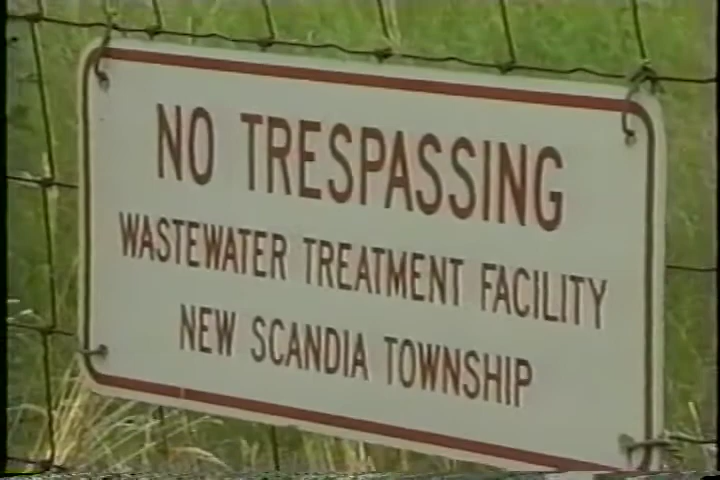 NO TRESPASSING
WASTEWATER TREATMENT FACILITY
NEW SCANDIA TOWNSHIP